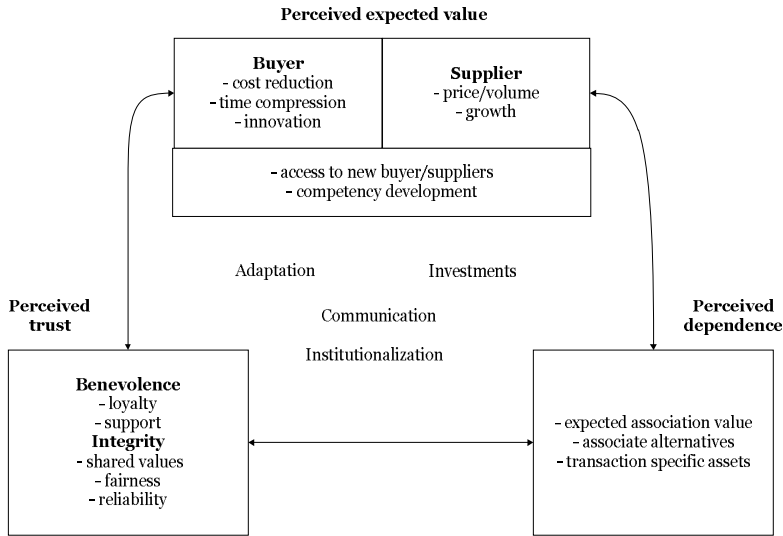 Perceived expected value
Buyer
- cost reduction
- time compression
- innovation
Supplier
- price/volume
- growth
- access to new buyer/suppliers
- competency development
Adaptation
Investments
Communication
Institutionalization
Perceived
trust
Perceived
dependence
Benevolence
- loyalty
- support
Integrity
- shared values
- fairness
- reliability
- expected association value
- associate alternatives
- transaction specific assets